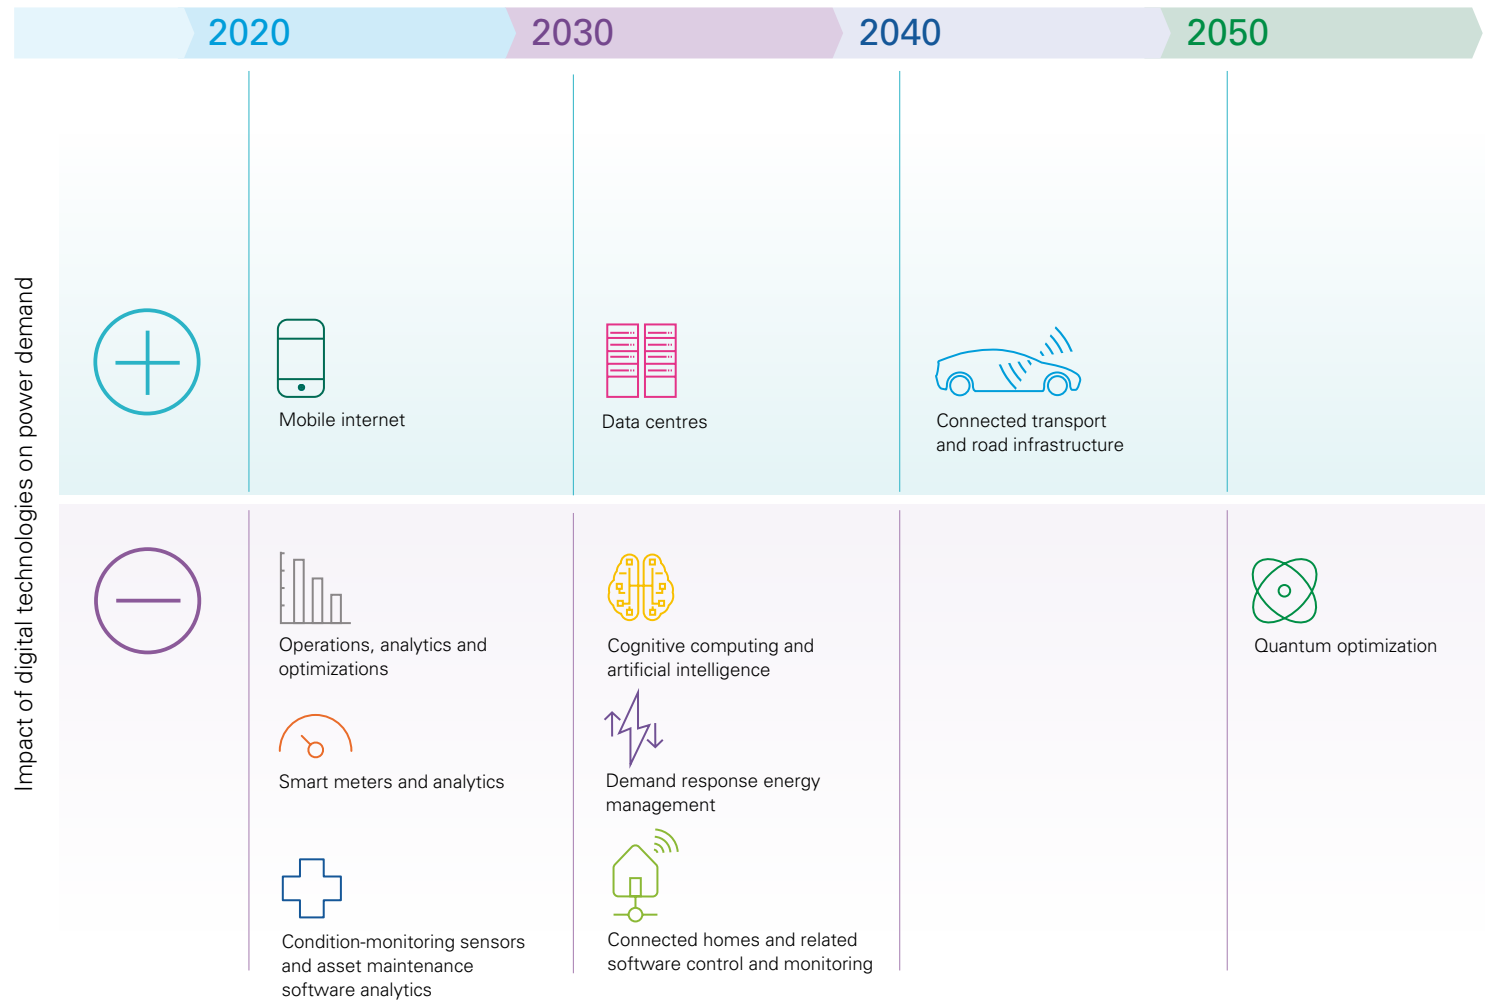 2020
2030
2040
2050
Impact of digital technologies on power demand
Mobile internet
Data centres
Connected transport
and road infrastructure
Operations, analytics and
optimizations
Cognitive computing and
artificial intelligence
Quantum optimization
Smart meters and analytics
Demand response energy
management
Condition-monitoring sensors
and asset maintenance
software analytics
Connected homes and related
software control and monitoring